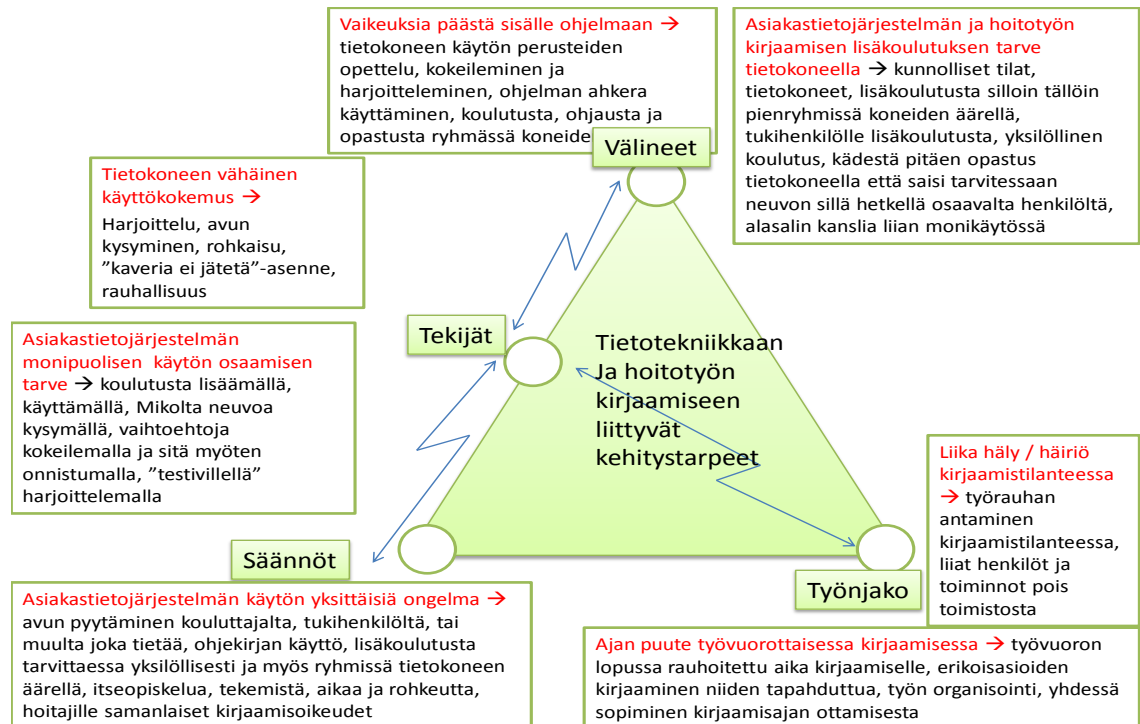 Vaikeuksia päästä sisälle ohjelmaan →
tietokoneen käytön perusteiden
opettelu, kokeileminen ja
harjoitteleminen, ohjelman ahkera
käyttäminen, koulutusta, ohjausta ja
opastusta ryhmässä
Asiakastietojärjestelmän ja hoitotyön
kirjaamisen lisäkoulutuksen tarve
tietokoneella → kunnolliset tilat,
tietokoneet, lisäkoulutusta silloin tällöin
pienryhmissä koneiden äärellä,
tukihenkilölle lisäkoulutusta, yksilöllinen
koulutus, kädestä pitäen opastus
tietokoneella että saisi tarvitessaan
neuvon sillä hetkellä osaavalta henkilöltä,
alasalin kanslia liian monikäytössä
Välineet
Tietokoneen vähäinen
käyttökokemus →
Harjoittelu, avun
kysyminen, rohkaisu,
”kaveria ei jätetä”-asenne,
rauhallisuus
Tekijät
Asiakastietojärjestelmän
monipuolisen käytön osaamisen
tarve → koulutusta lisäämällä,
käyttämällä, Mikolta neuvoa
kysymällä, vaihtoehtoja
kokeilemalla ja sitä myöten
onnistumalla, ”testivillellä”
harjoittelemalla
Tietotekniikkaan
Ja hoitotyön
kirjaamiseen
liittyvät
kehitystarpeet
Liika häly / häiriö
kirjaamistilanteessa
→ työrauhan
antaminen
kirjaamistilanteessa,
liiat henkilöt ja
toiminnot pois
toimistosta
Säännöt
Työnjako
Asiakastietojärjestelmän käytön yksittäisiä ongelma →
avun pyytäminen kouluttajalta, tukihenkilöltä, tai
muulta joka tietää, ohjekirjan käyttö, lisäkoulutusta
tarvittaessa yksilöllisesti ja myös ryhmissä tietokoneen
äärellä, itseopiskelua, tekemistä, aikaa ja rohkeutta,
hoitajille samanlaiset kirjaamisoikeudet
Ajan puute työvuorottaisessa kirjaamisessa → työvuoron
lopussa rauhoitettu aika kirjaamiselle, erikoisasioiden
kirjaaminen niiden tapahduttua, työn organisointi, yhdessä
sopiminen kirjaamisajan ottamisesta